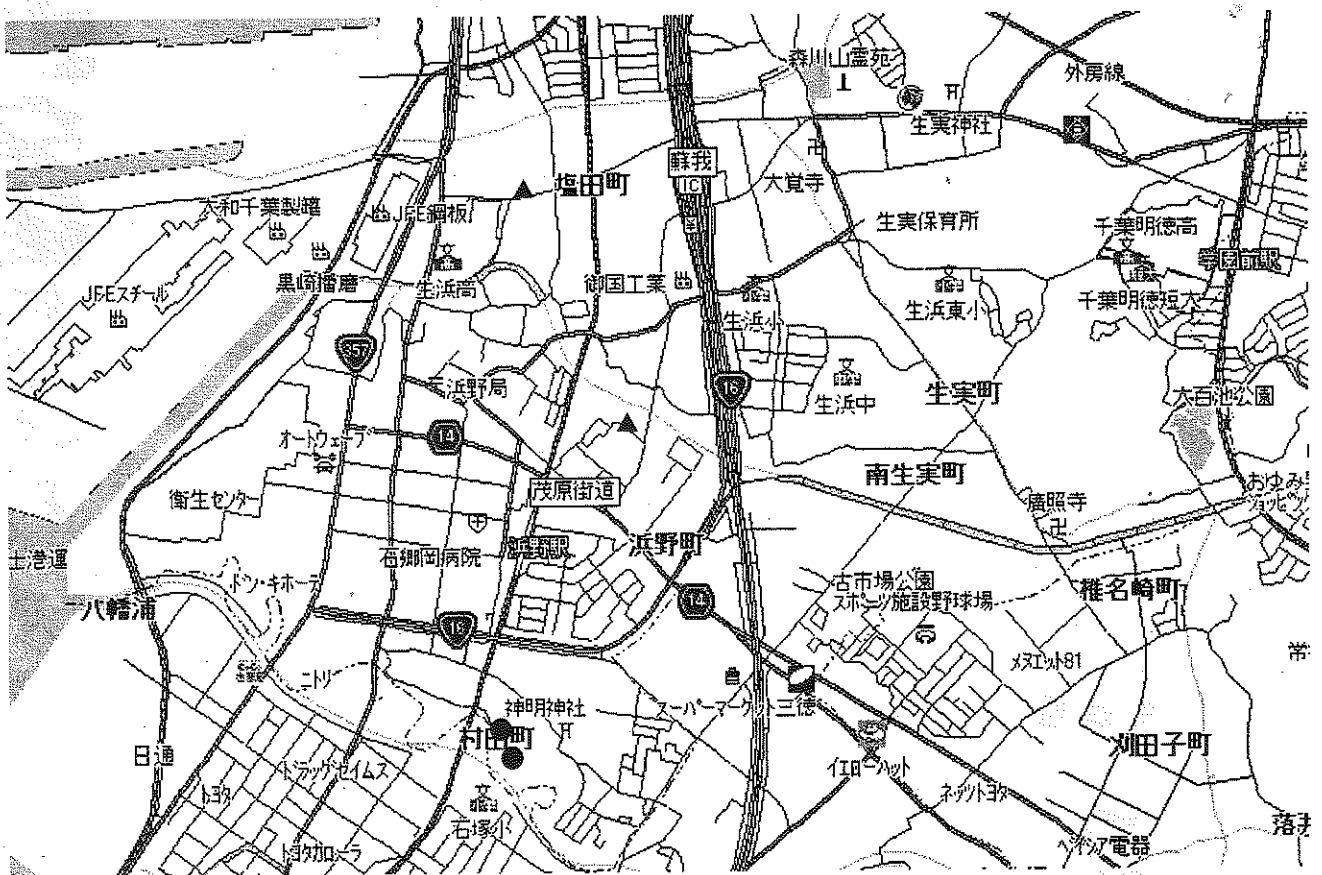 森川山霊苑
外房線
生実神社
蘇我
IC
塩田町
大覚寺
JFE鋼板
生実保育所
千葉明徳高
学園前駅
黒崎播磨
生浜高
御国工業
JFEスチール
生浜小
生浜東小
千葉明徳短大
357
浜野局
16
生浜中
生実町
大百池公園
オートウェーブ
14
茂原街道
南生実町
衛生センター
廣照寺
おゆみ野
浜野駅
浜野町
古市場公園
スポーツ施設野球場
椎名崎町
ドン・キホーテ
八幡浦
14
16
メヌエット81
ニトリ
神明神社
スーパーマーケット三徳
村田町
日通
ドラッグセイムス
イエローハット
刈田子町
トヨタ
ネッツトヨタ
石塚小
トヨタカローラ